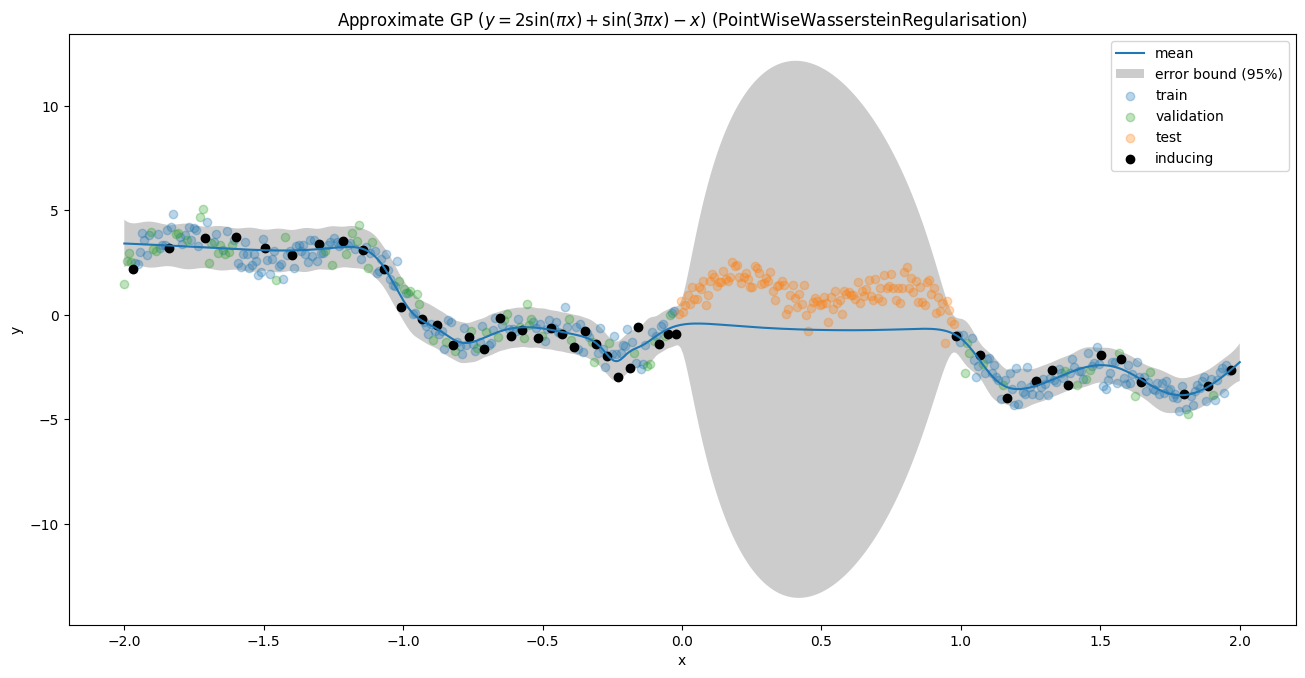 Approximate GP (y = 2sin(πx) + sin(3πx) − x) (PointWiseWassersteinRegularisation)
mean
error bound (95%)
train
validation
test
inducing
y
10
5
0
−5
−10
−2.0 −1.5 −1.0 −0.5 0.0 0.5 1.0 1.5 2.0
x